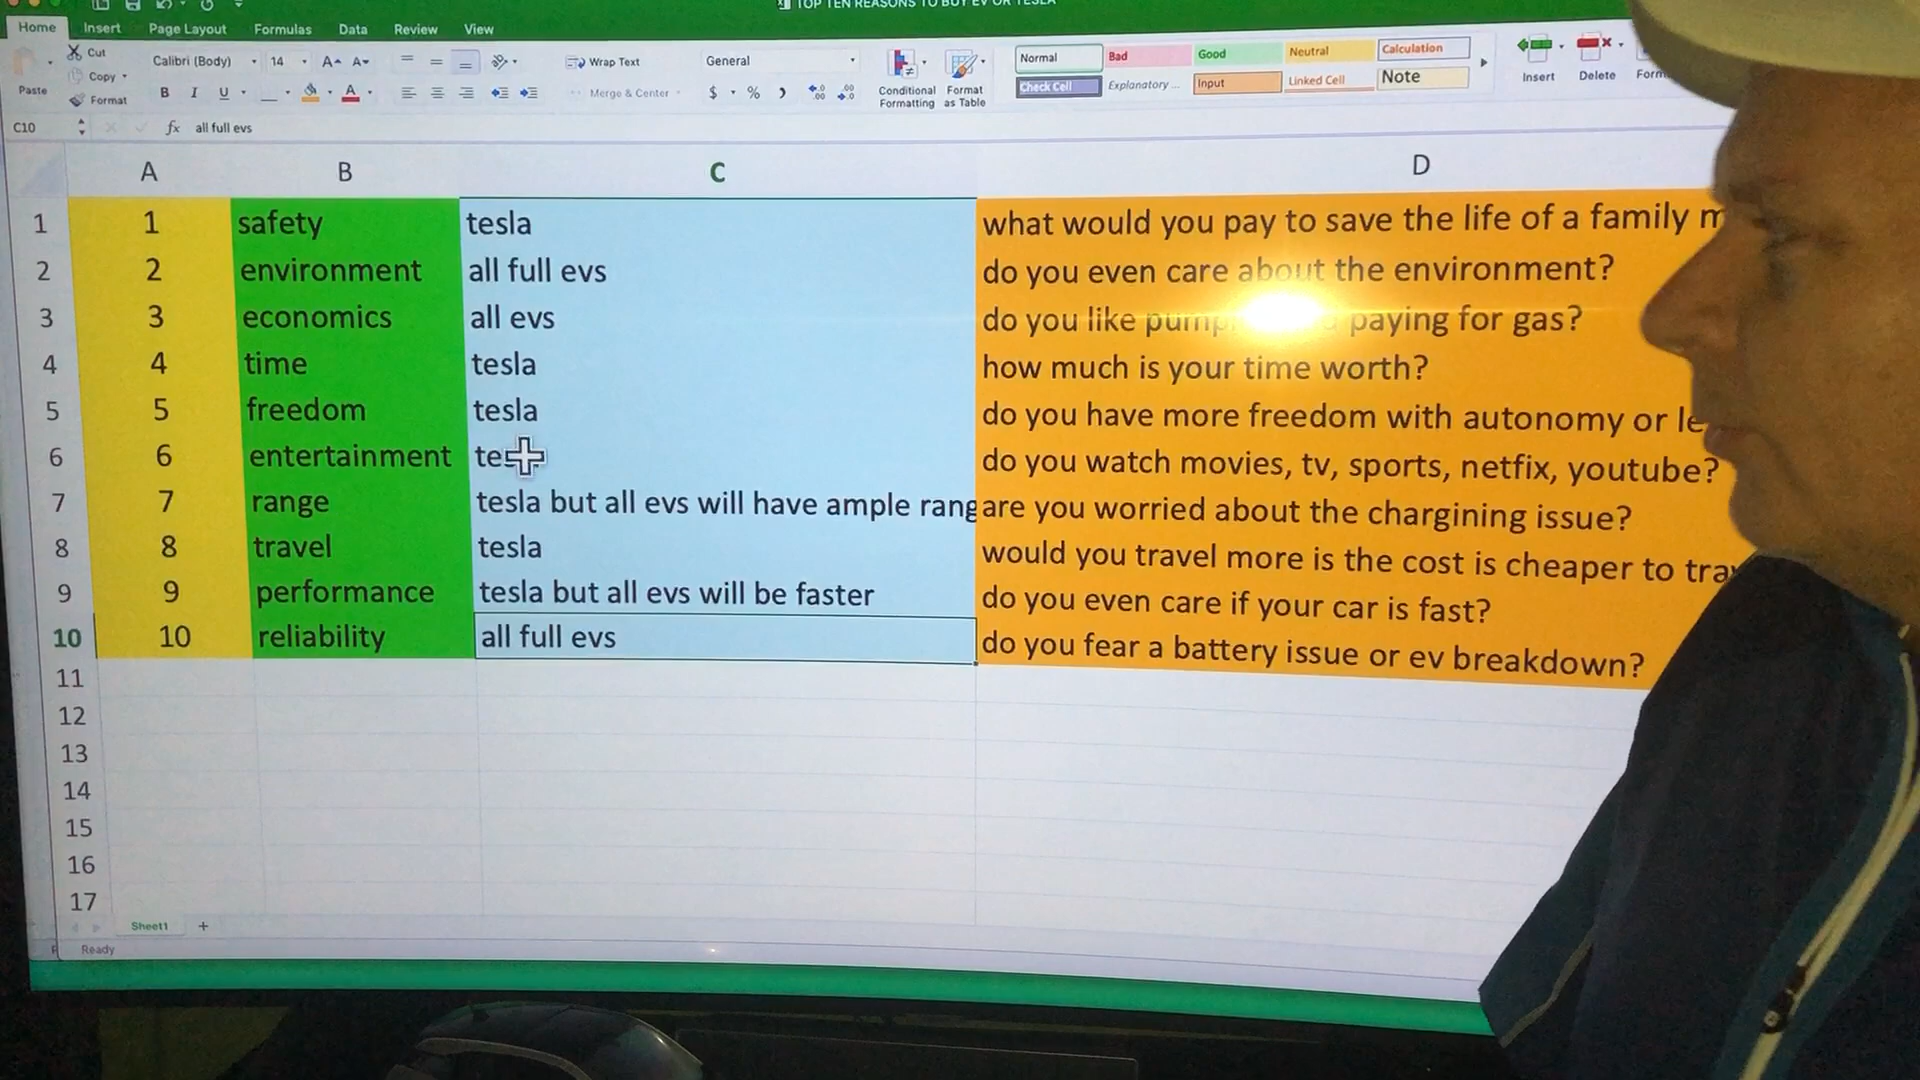 TOP TEN REASONS TO BUY EV OR TESLA
Home Insert Page Layout Formulas Data Review View
Cut
Copy
Format
Paste
Calibri (Body) 14
B I U
Wrap Text
Merge & Center
General
$ % )
Conditional Formatting
Format as Table
Normal Bad Good Neutral Calculation
Check Cell Explanatory ... Input Linked Cell Note
Insert Delete Form
C10 fx all full evs
A B C D
1 1 safety tesla what would you pay to save the life of a family m
2 2 environment all full evs do you even care about the environment?
3 3 economics all evs do you like paying for gas?
4 4 time tesla how much is your time worth?
5 5 freedom tesla do you have more freedom with autonomy or le
6 6 entertainment tes do you watch movies, tv, sports, netfix, youtube?
7 7 range tesla but all evs will have ample rang are you worried about the chargining issue?
8 8 travel tesla would you travel more is the cost is cheaper to tra
9 9 performance tesla but all evs will be faster do you even care if your car is fast?
10 10 reliability all full evs do you fear a battery issue or ev breakdown?
11
12
13
14
15
16
17
Sheet1 +
Ready